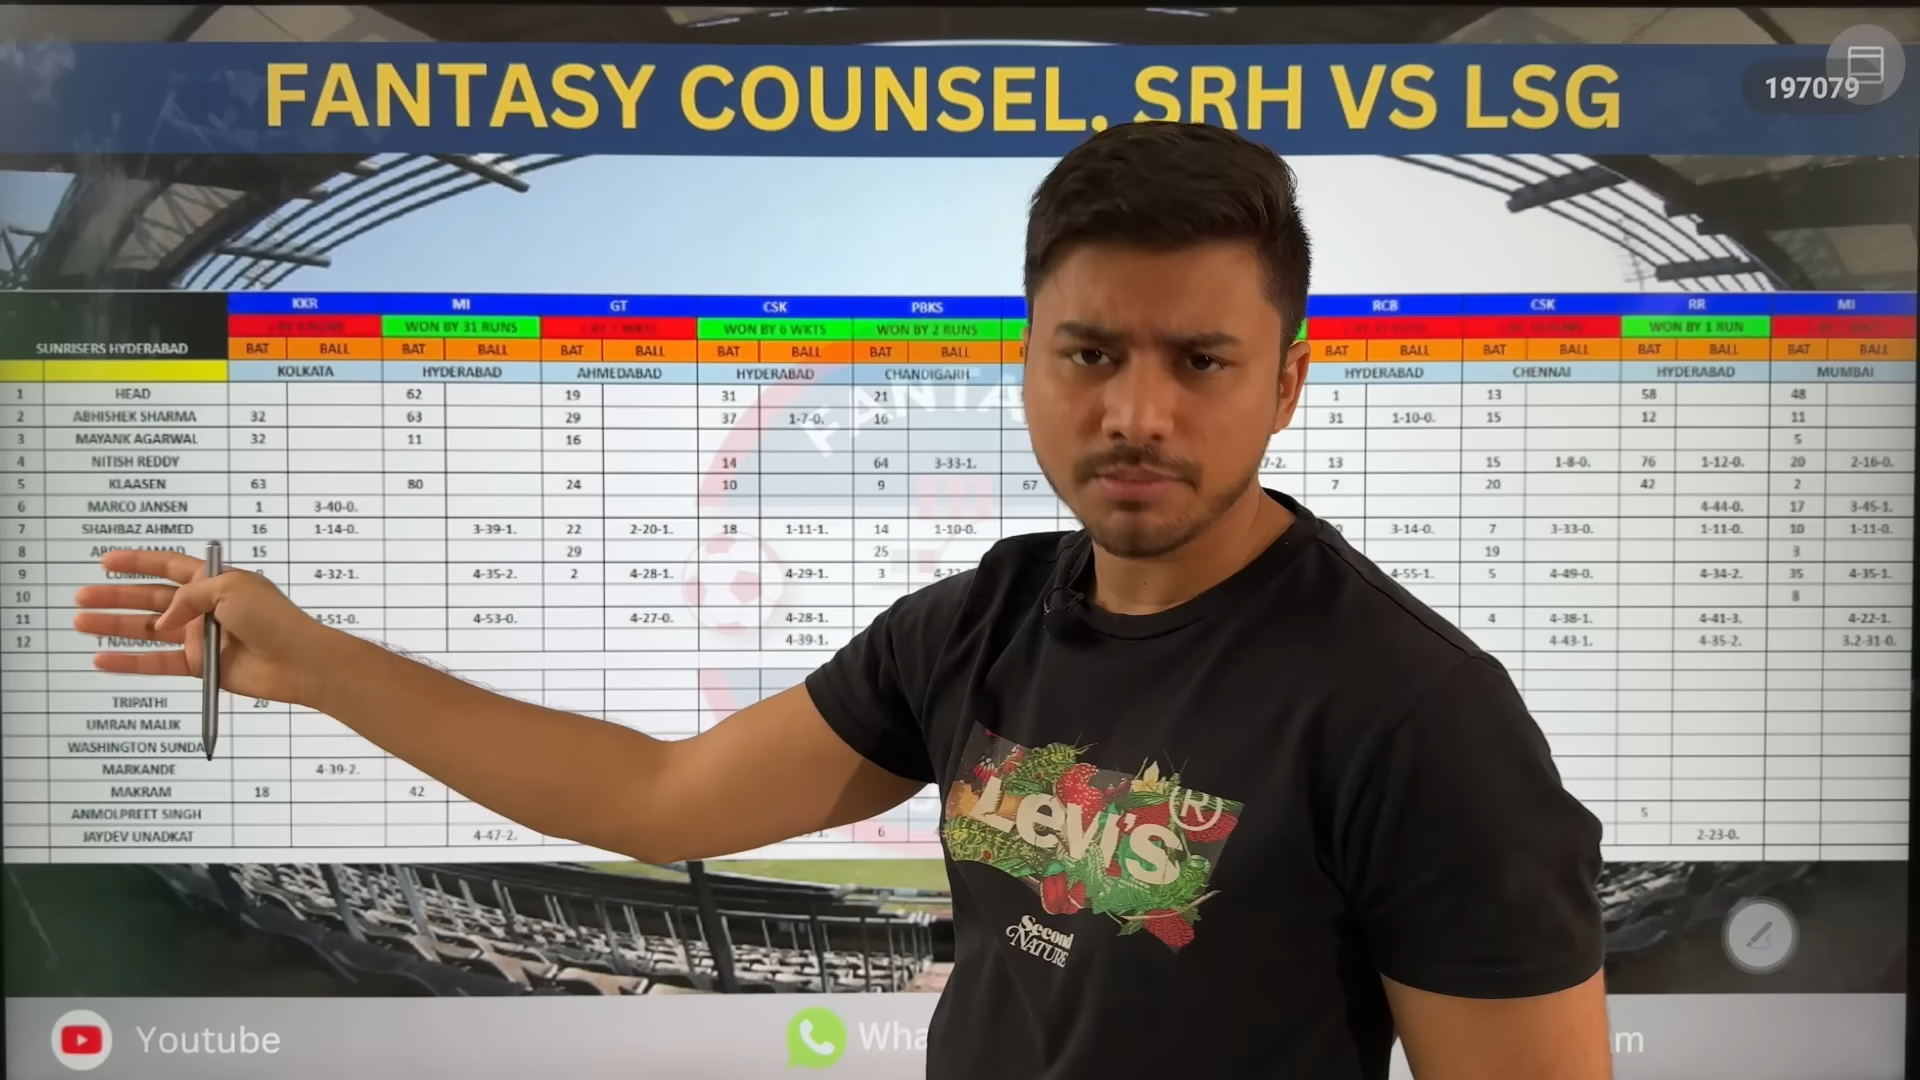 FANTASY COUNSEL. SRH VS LSG
197079
KKR MI GT CSK PBKS RCB CSK RR MI
WON BY 31 RUNS WON BY 6 WKTS WON BY 2 RUNS WON BY 1 RUN
SUNRISERS HYDERABAD BAT BALL BAT BALL BAT BALL BAT BALL BAT BALL BAT BALL BAT BALL BAT BALL BAT BALL
KOLKATA HYDERABAD AHMEDABAD HYDERABAD CHANDIGARH HYDERABAD CHENNAI HYDERABAD MUMBAI
1 HEAD 62 19 31 21 1 13 58 48
2 ABHISHEK SHARMA 32 63 29 37 1-7-0. 16 31 1-10-0. 15 12 11
3 MAYANK AGARWAL 32 11 16 5
4 NITISH REDDY 14 64 3-33-1. 13 15 1-8-0. 76 1-12-0. 20 2-16-0.
5 KLAASEN 63 80 24 10 9 67 7 20 42 2
6 MARCO JANSEN 1 3-40-0. 4-44-0. 17 3-45-1.
7 SHAHBAZ AHMED 16 1-14-0. 3-39-1. 22 2-20-1. 18 1-11-1. 14 1-10-0. 3-14-0. 7 3-33-0. 1-11-0. 10 1-11-0.
8 15 29 25 19 3
9 4-32-1. 4-35-2. 2 4-28-1. 4-29-1. 3 4-55-1. 5 4-49-0. 4-34-2. 35 4-35-1.
10 8
11 4-53-0. 4-27-0. 4-28-1. 4 4-38-1. 4-41-3. 4-22-1.
12 4-39-1. 4-43-1. 4-35-2. 3.2-31-0.
TRIPATHI 20
UMRAN MALIK
WASHINGTON SUNDA
MARKANDE 4-39-2.
MAKRAM 18 42
ANMOLPREET SINGH 5
JAYDEV UNADKAT 4-47-2. 6 2-23-0.
Levi's ®
Second
NATURE
Youtube